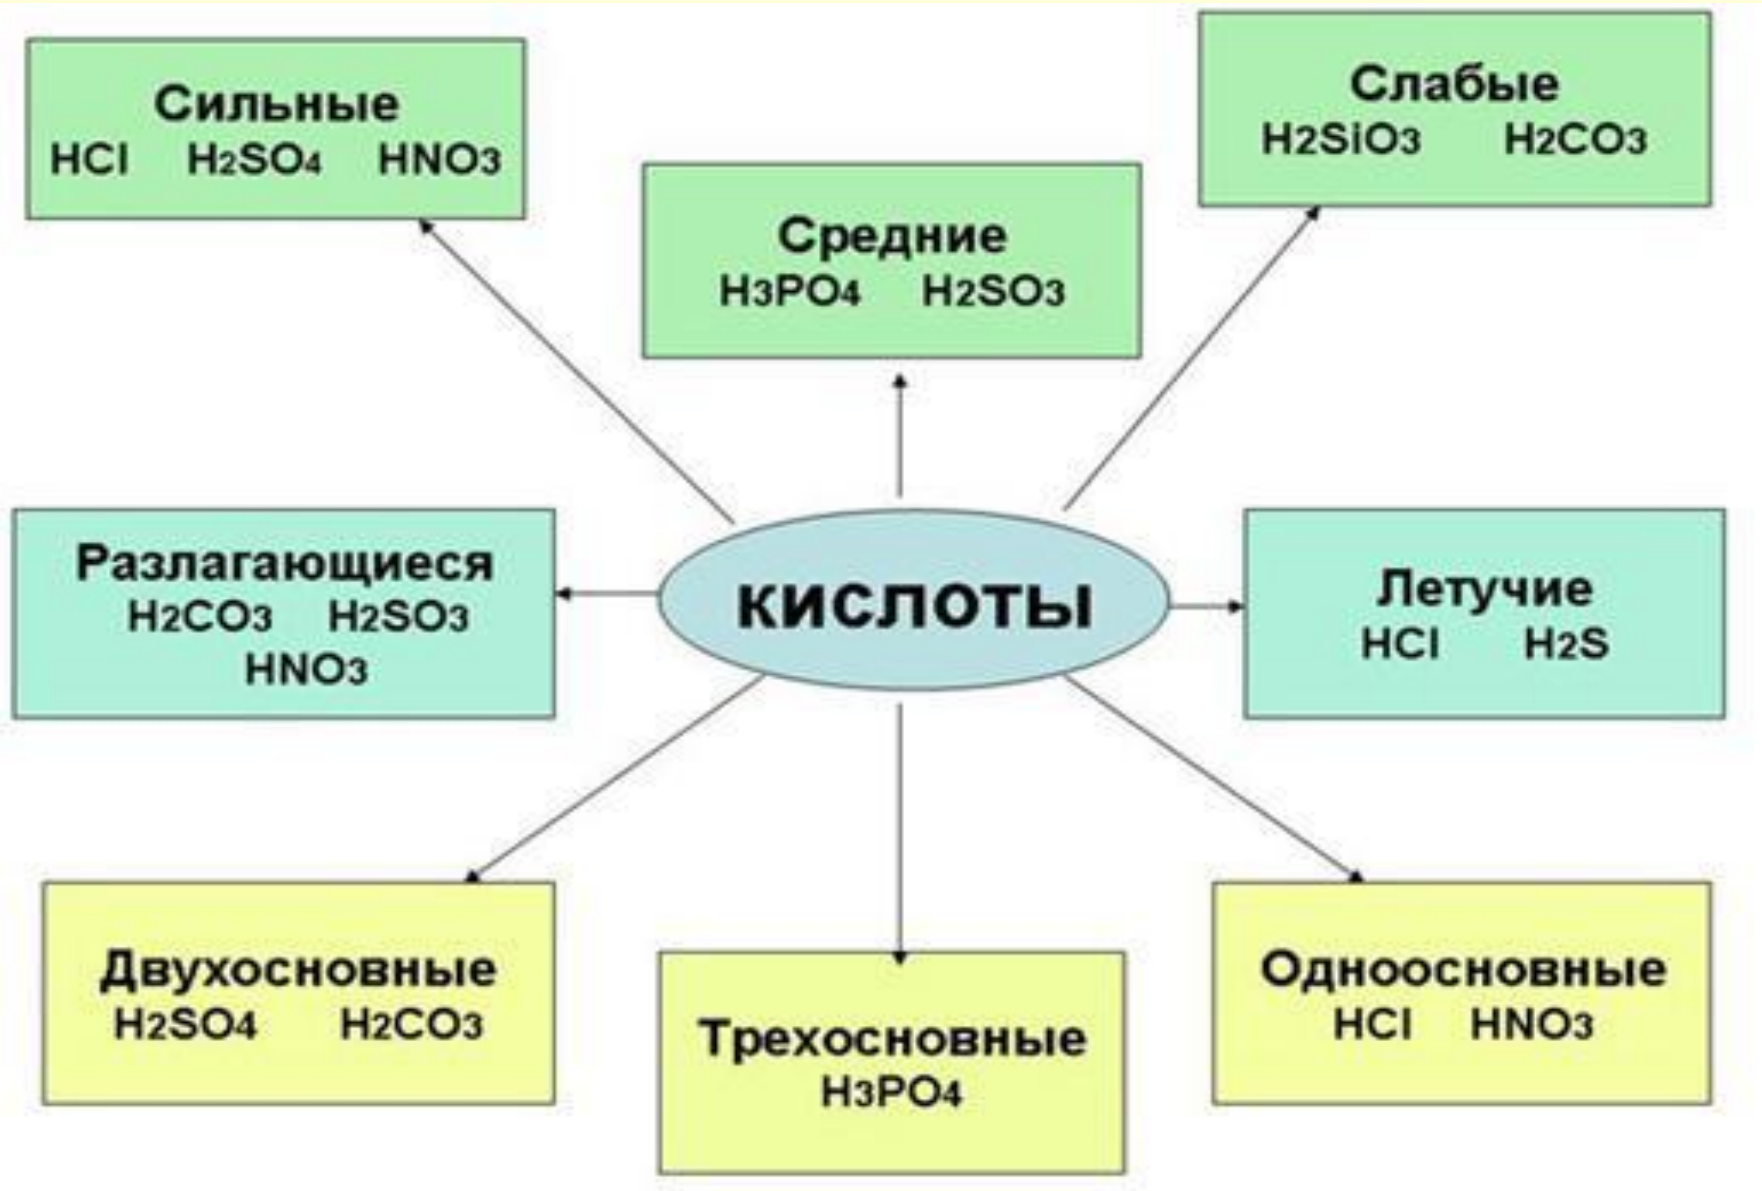 Сильные
HCl H2SO4 HNO3
Слабые
H2SiO3 H2CO3
Средние
H3PO4 H2SO3
Разлагающиеся
H2CO3 H2SO3
HNO3
кислоты
Летучие
HCl H2S
Двухосновные
H2SO4 H2CO3
Трехосновные
H3PO4
Одноосновные
HCl HNO3